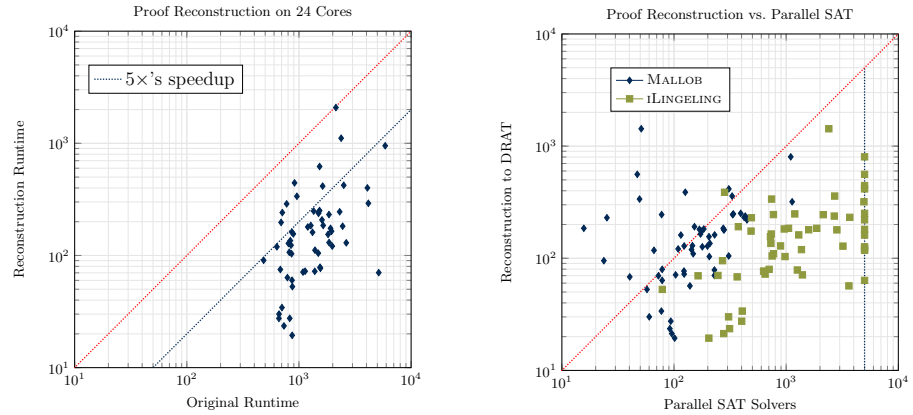 Proof Reconstruction on 24 Cores
10^4
10^3
10^2
10^1
Reconstruction Runtime
5×'s speedup
10^1
10^2
10^3
10^4
Original Runtime
Proof Reconstruction vs. Parallel SAT
10^4
10^3
10^2
10^1
Reconstruction to DRAT
MALLOB
ILINGELING
10^1
10^2
10^3
10^4
Parallel SAT Solvers